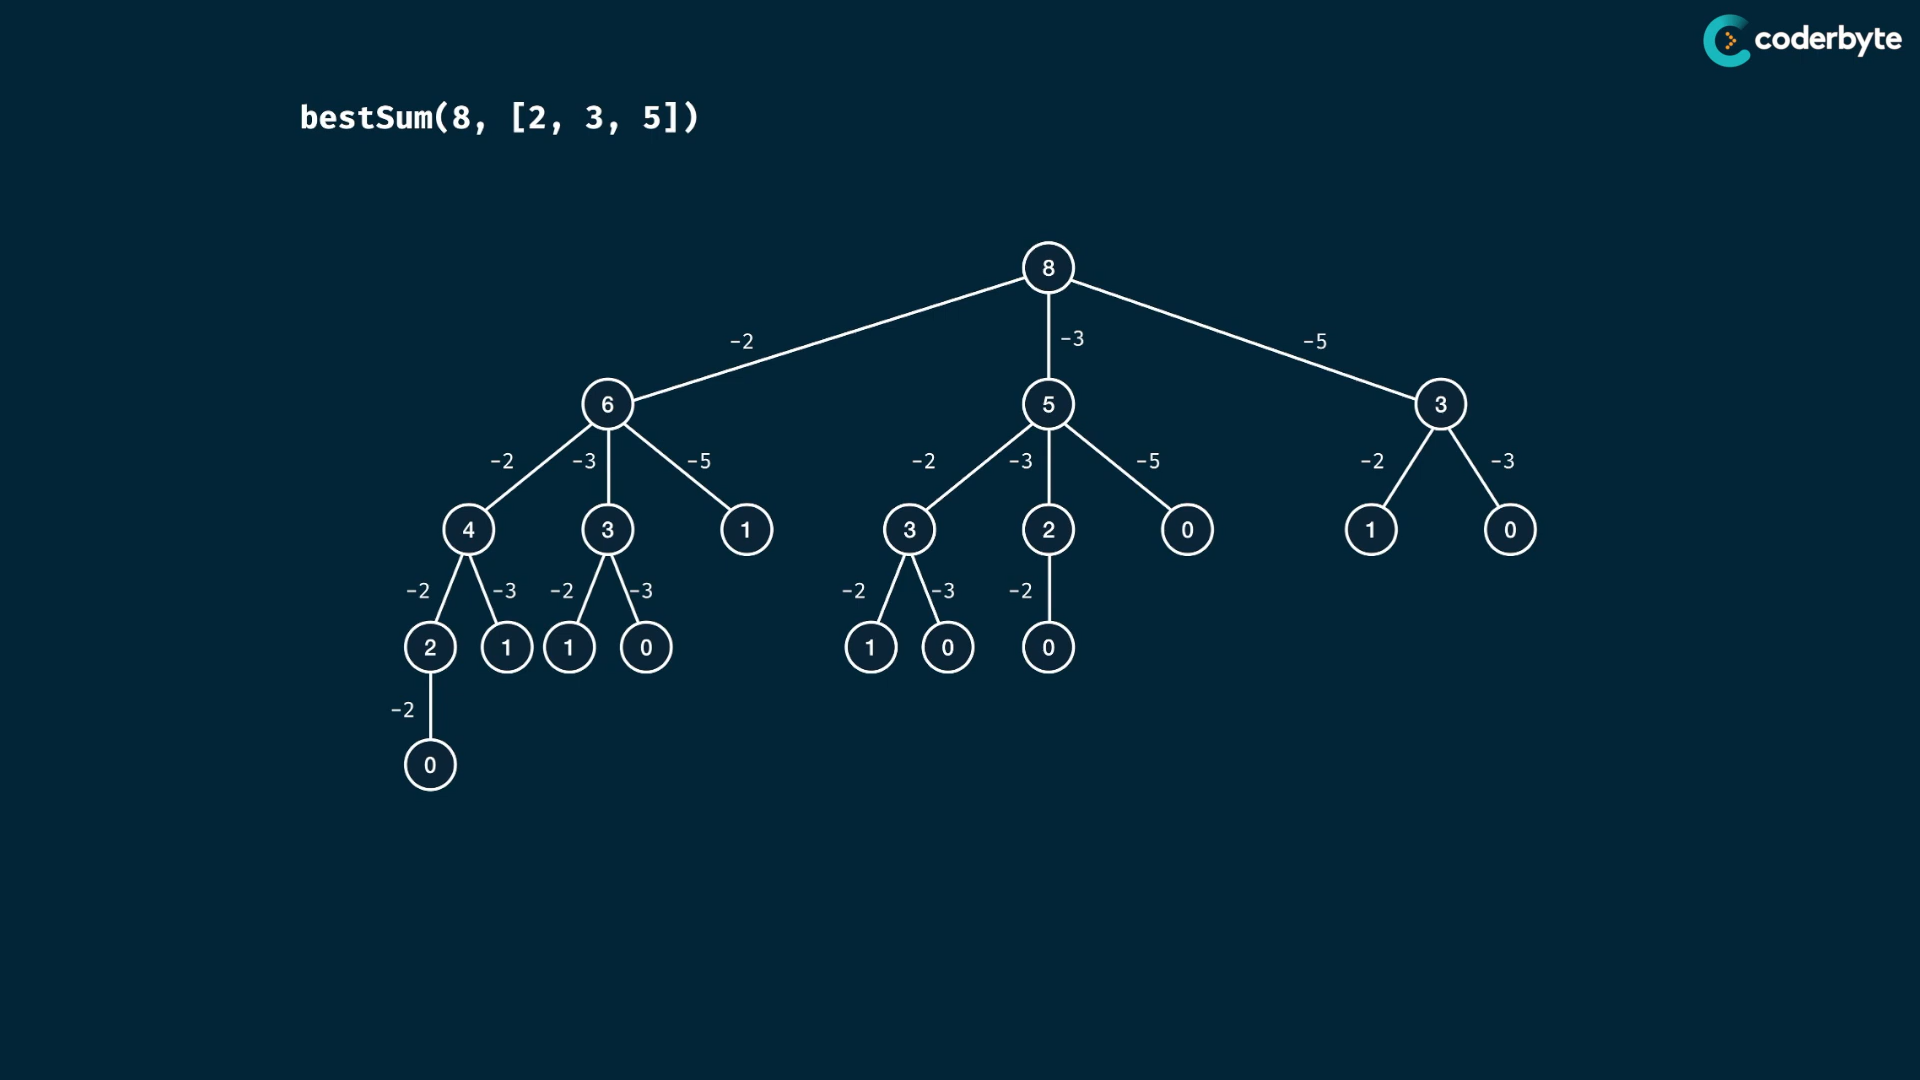 coderbyte
bestSum(8, [2, 3, 5])
8
-2 -3 -5
6 5 3
-2 -3 -5 -2 -3 -5 -2 -3
4 3 1 3 2 0 1 0
-2 -3 -2 -3 -2 -3 -2
2 1 1 0 1 0 0
-2
0